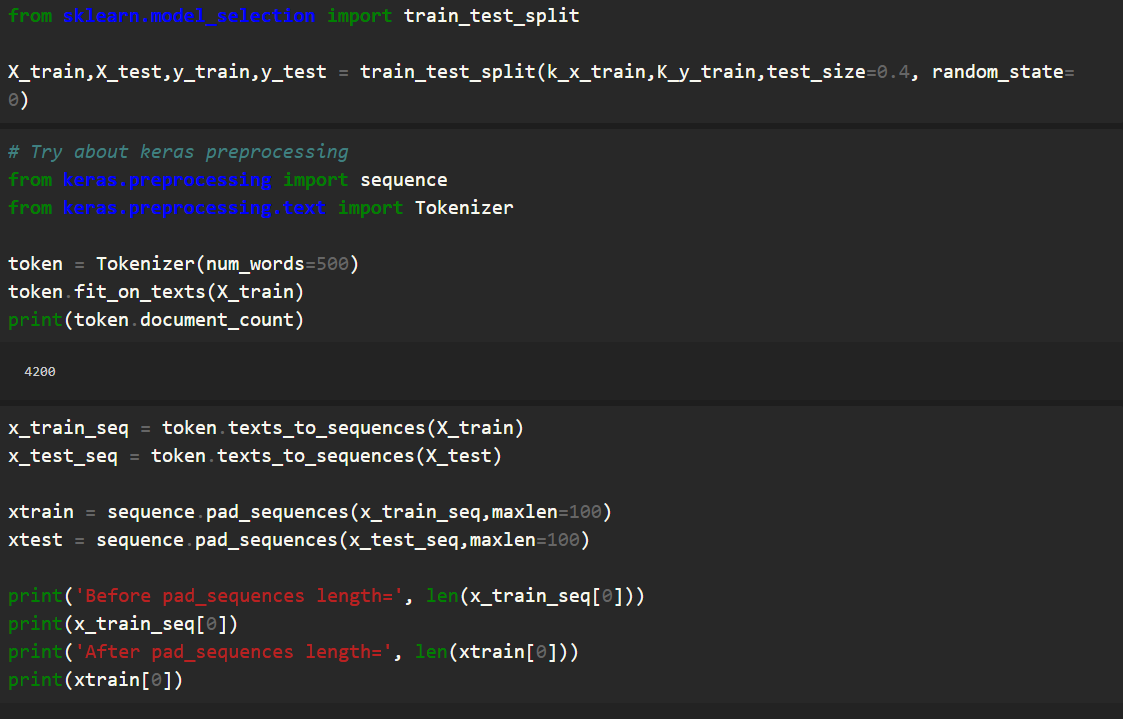 from sklearn.model_selection import train_test_split
X_train,X_test,y_train,y_test = train_test_split(k_x_train,K_y_train,test_size=0.4, random_state=
0)
# Try about keras preprocessing
from keras.preprocessing import sequence
from keras.preprocessing.text import Tokenizer
token = Tokenizer(num_words=500)
token.fit_on_texts(X_train)
print(token.document_count)
4200
x_train_seq = token.texts_to_sequences(X_train)
x_test_seq = token.texts_to_sequences(X_test)
xtrain = sequence.pad_sequences(x_train_seq,maxlen=100)
xtest = sequence.pad_sequences(x_test_seq,maxlen=100)
print('Before pad_sequences length=', len(x_train_seq[0]))
print(x_train_seq[0])
print('After pad_sequences length=', len(xtrain[0]))
print(xtrain[0])